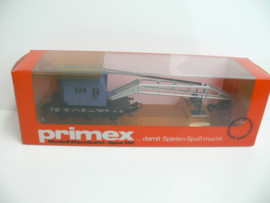 primex
...damit Spielen Spaß macht
Modell-Eisenbahn - Spur H0